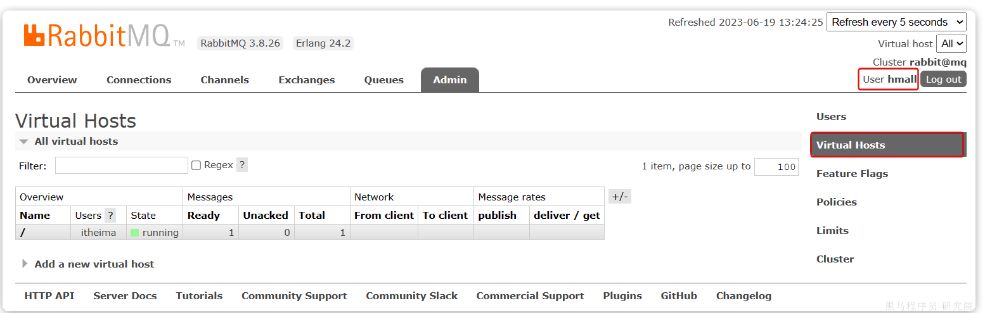 Refreshed 2023-06-19 13:24:25 Refresh every 5 seconds
RabbitMQ TM RabbitMQ 3.8.26 Erlang 24.2
Virtual host All
Cluster rabbit@mq
User hmall Log out
Overview Connections Channels Exchanges Queues Admin
Virtual Hosts
All virtual hosts
Filter: Regex ? 1 item, page size up to 100
Overview Messages Network Message rates +/-
Name Users ? State Ready Unacked Total From client To client publish deliver / get
/ itheima running 1 0 1
Add a new virtual host
Users
Virtual Hosts
Feature Flags
Policies
Limits
Cluster
HTTP API Server Docs Tutorials Community Support Community Slack Commercial Support Plugins GitHub Changelog